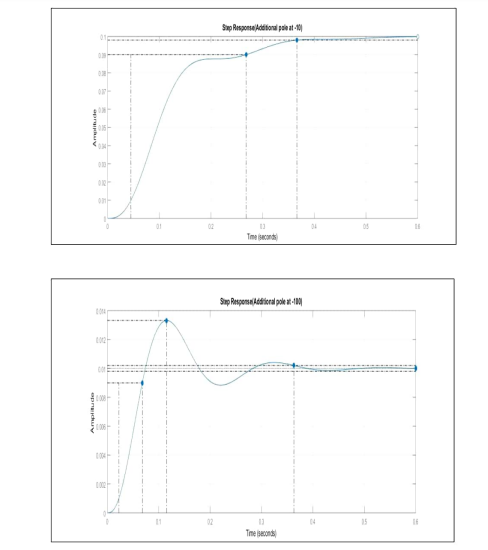 Step Response(Additional pole at -10)
0.1
0.09
0.08
0.07
0.06
0.05
0.04
0.03
0.02
0.01
0
Amplitude
0 0.1 0.2 0.3 0.4 0.5 0.6
Time (seconds)
Step Response(Additional pole at -100)
0.014
0.012
0.01
0.008
0.006
0.004
0.002
0
Amplitude
0 0.1 0.2 0.3 0.4 0.5 0.6
Time (seconds)